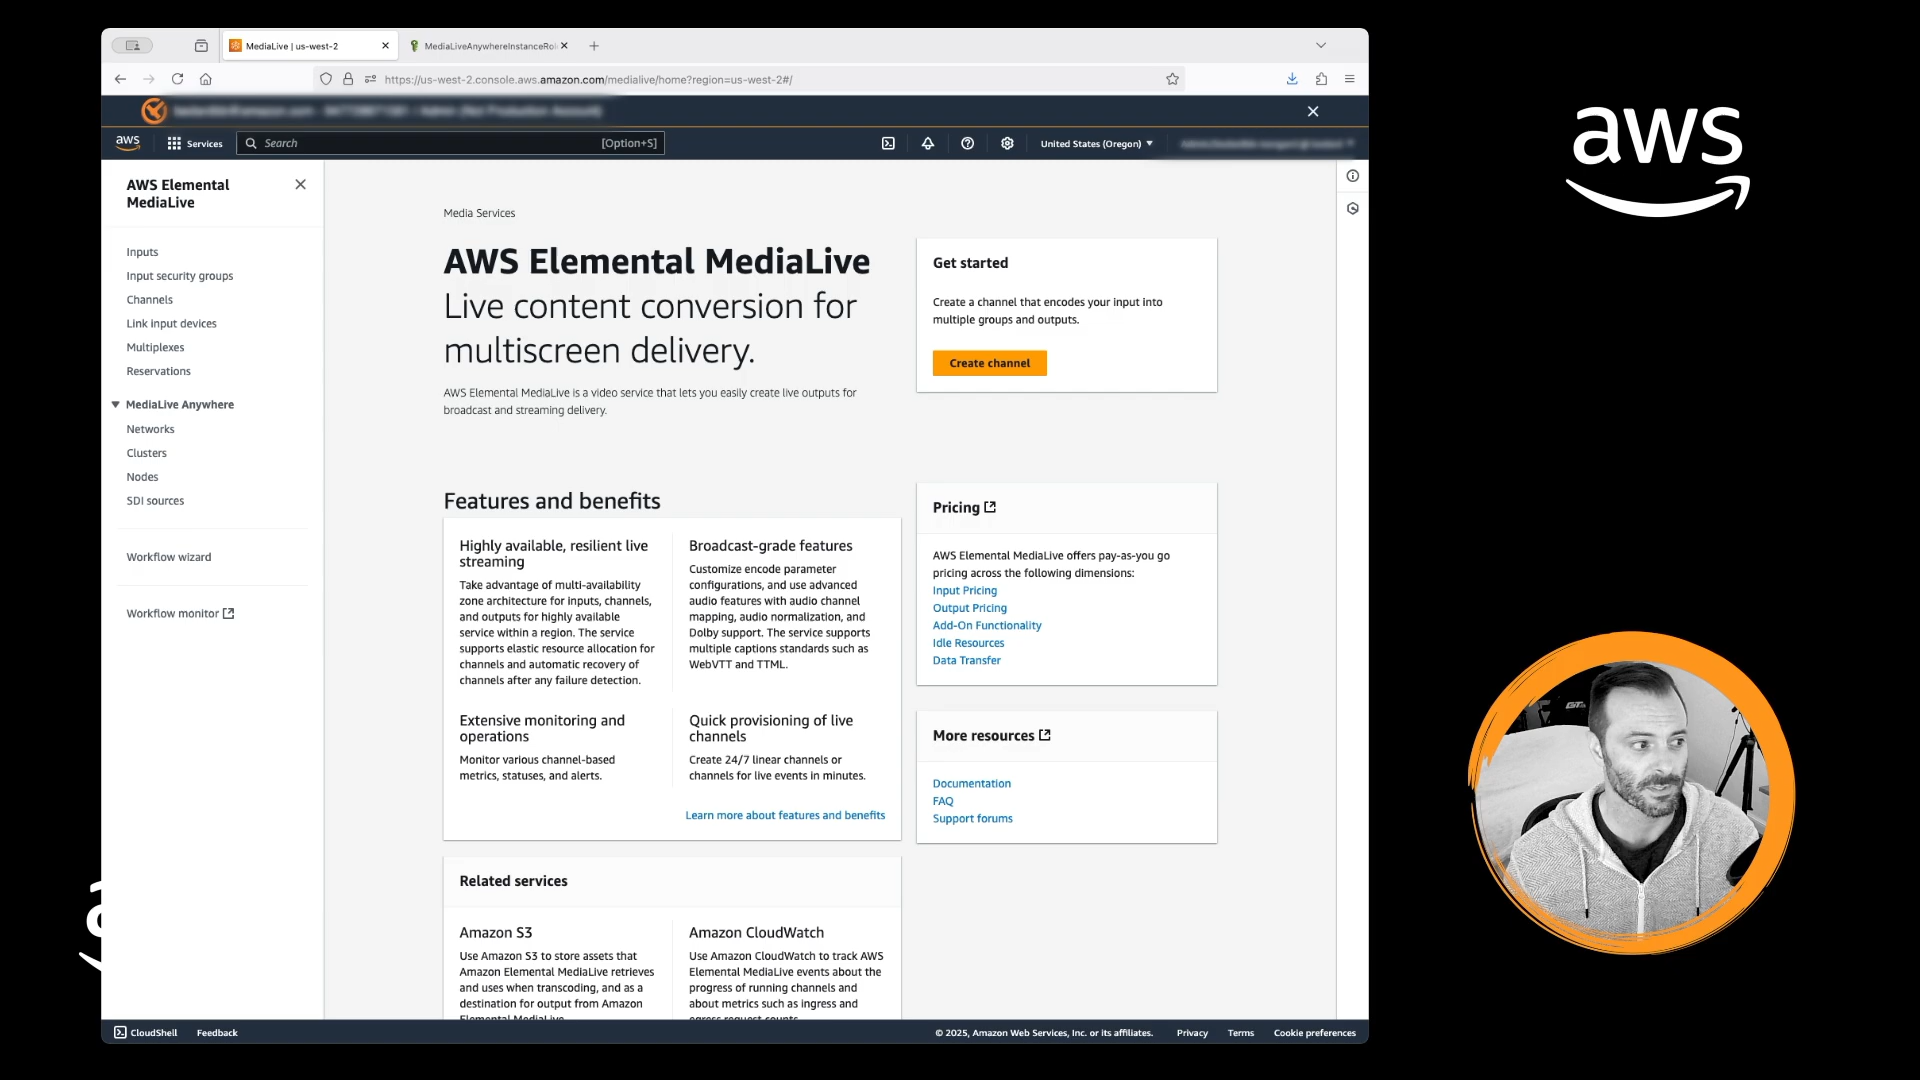 MediaLive | us-west-2
MediaLiveAnywhereInstanceRol
https://us-west-2.console.aws.amazon.com/medialive/home?region=us-west-2#/
aws
Services
Search
[Option+S]
United States (Oregon)
AWS Elemental
MediaLive
Inputs
Input security groups
Channels
Link input devices
Multiplexes
Reservations
MediaLive Anywhere
Networks
Clusters
Nodes
SDI sources
Workflow wizard
Workflow monitor
Media Services
AWS Elemental MediaLive
Live content conversion for
multiscreen delivery.
AWS Elemental MediaLive is a video service that lets you easily create live outputs for
broadcast and streaming delivery.
Get started
Create a channel that encodes your input into
multiple groups and outputs.
Create channel
Features and benefits
Highly available, resilient live
streaming
Take advantage of multi-availability
zone architecture for inputs, channels,
and outputs for highly available
service within a region. The service
supports elastic resource allocation for
channels and automatic recovery of
channels after any failure detection.
Broadcast-grade features
Customize encode parameter
configurations, and use advanced
audio features with audio channel
mapping, audio normalization, and
Dolby support. The service supports
multiple captions standards such as
WebVTT and TTML.
Extensive monitoring and
operations
Monitor various channel-based
metrics, statuses, and alerts.
Quick provisioning of live
channels
Create 24/7 linear channels or
channels for live events in minutes.
Learn more about features and benefits
Pricing
AWS Elemental MediaLive offers pay-as-you go
pricing across the following dimensions:
Input Pricing
Output Pricing
Add-On Functionality
Idle Resources
Data Transfer
More resources
Documentation
FAQ
Support forums
Related services
Amazon S3
Use Amazon S3 to store assets that
Amazon Elemental MediaLive retrieves
and uses when transcoding, and as a
destination for output from Amazon
Elemental MediaLive.
Amazon CloudWatch
Use Amazon CloudWatch to track AWS
Elemental MediaLive events about the
progress of running channels and
about metrics such as ingress and
egress request counts.
CloudShell
Feedback
© 2025, Amazon Web Services, Inc. or its affiliates.
Privacy
Terms
Cookie preferences
aws